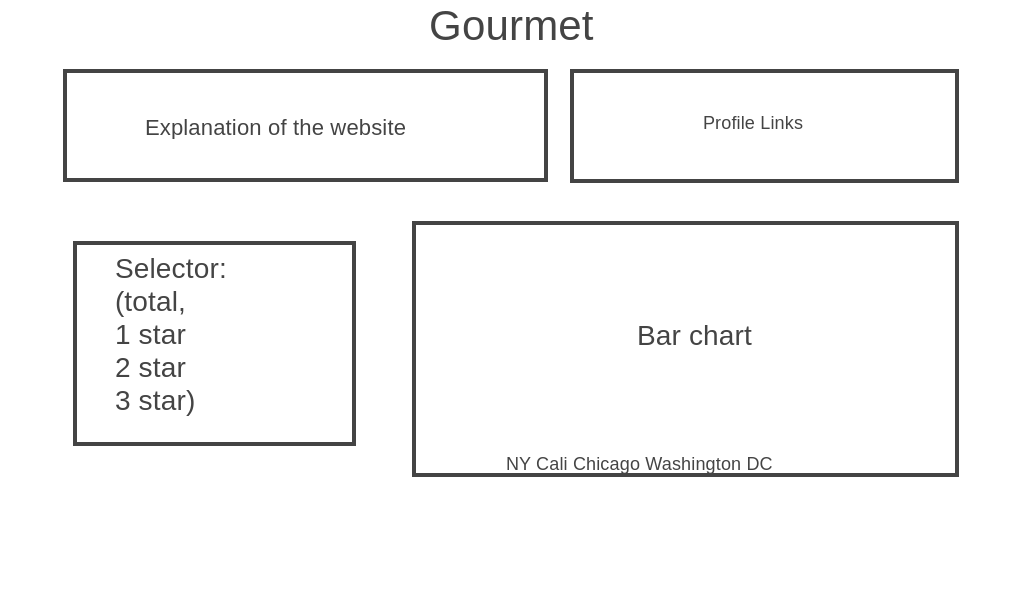 Gourmet
Explanation of the website
Profile Links
Selector:
(total,
1 star
2 star
3 star)
Bar chart
NY Cali Chicago Washington DC